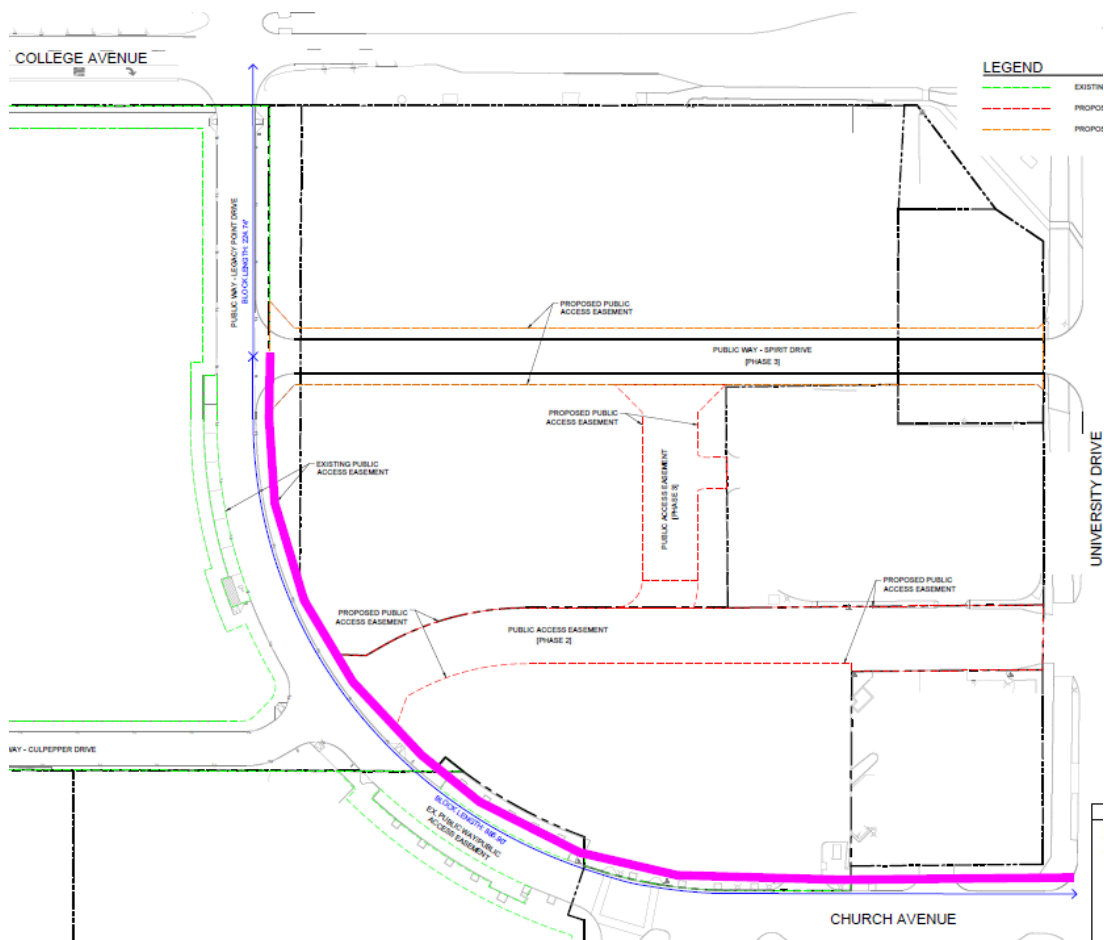 COLLEGE AVENUE
LEGEND
EXISTIN
PROPOS
PROPOS
PUBLIC WAY - LEGACY POINT DRIVE
BLOCK LENGTH: 224.74'
PROPOSED PUBLIC
ACCESS EASEMENT
PUBLIC WAY - SPIRIT DRIVE
[PHASE 3]
PROPOSED PUBLIC
ACCESS EASEMENT
EXISTING PUBLIC
ACCESS EASEMENT
PUBLIC ACCESS EASEMENT
[PHASE 3]
UNIVERSITY DRIVE
PROPOSED PUBLIC
ACCESS EASEMENT
PROPOSED PUBLIC
ACCESS EASEMENT
PUBLIC ACCESS EASEMENT
[PHASE 2]
WAY - CULPEPPER DRIVE
BLOCK LENGTH:
EX. PUBLIC WAY/PUBLIC
ACCESS EASEMENT
CHURCH AVENUE